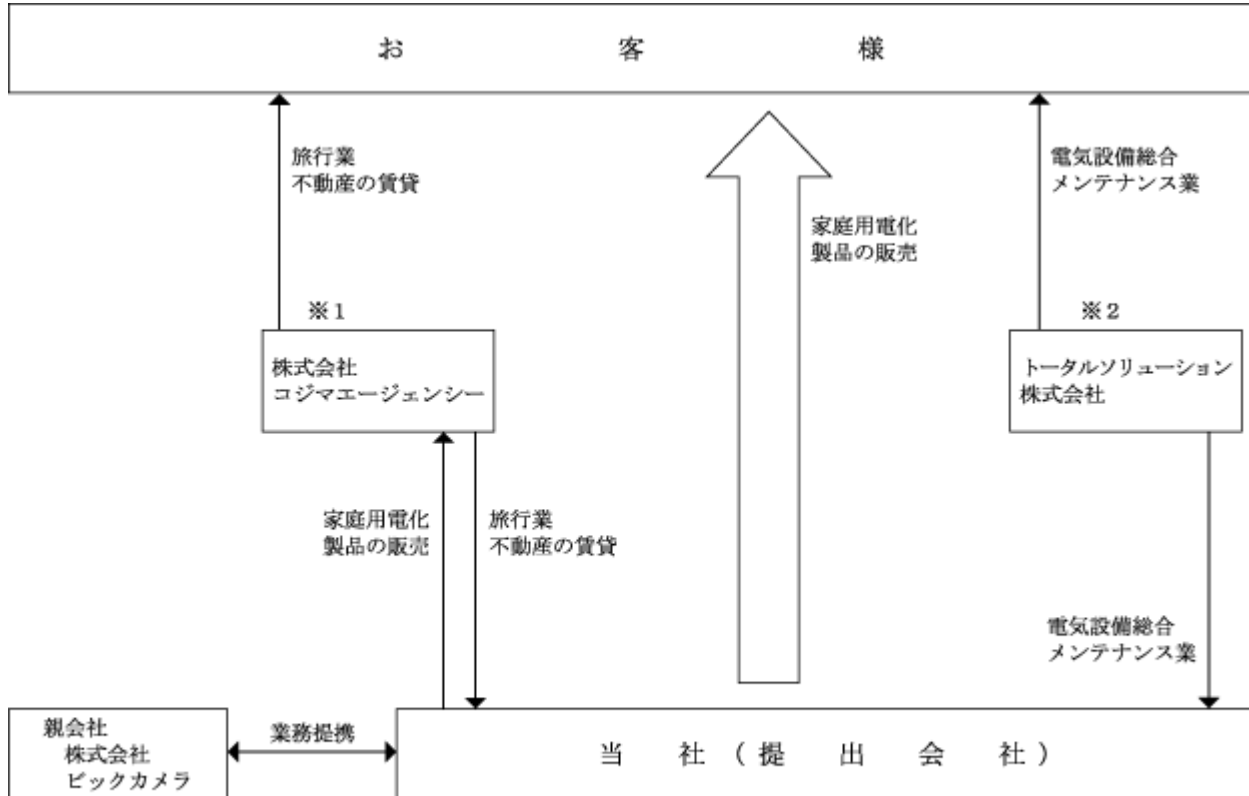 お客様
旅行業
不動産の賃貸
電気設備総合
メンテナンス業
家庭用電化
製品の販売
※1
※2
株式会社
コジマエージェンシー
トータルソリューション
株式会社
家庭用電化
製品の販売
旅行業
不動産の賃貸
電気設備総合
メンテナンス業
親会社
株式会社
ビックカメラ
業務提携
当社(提出会社)